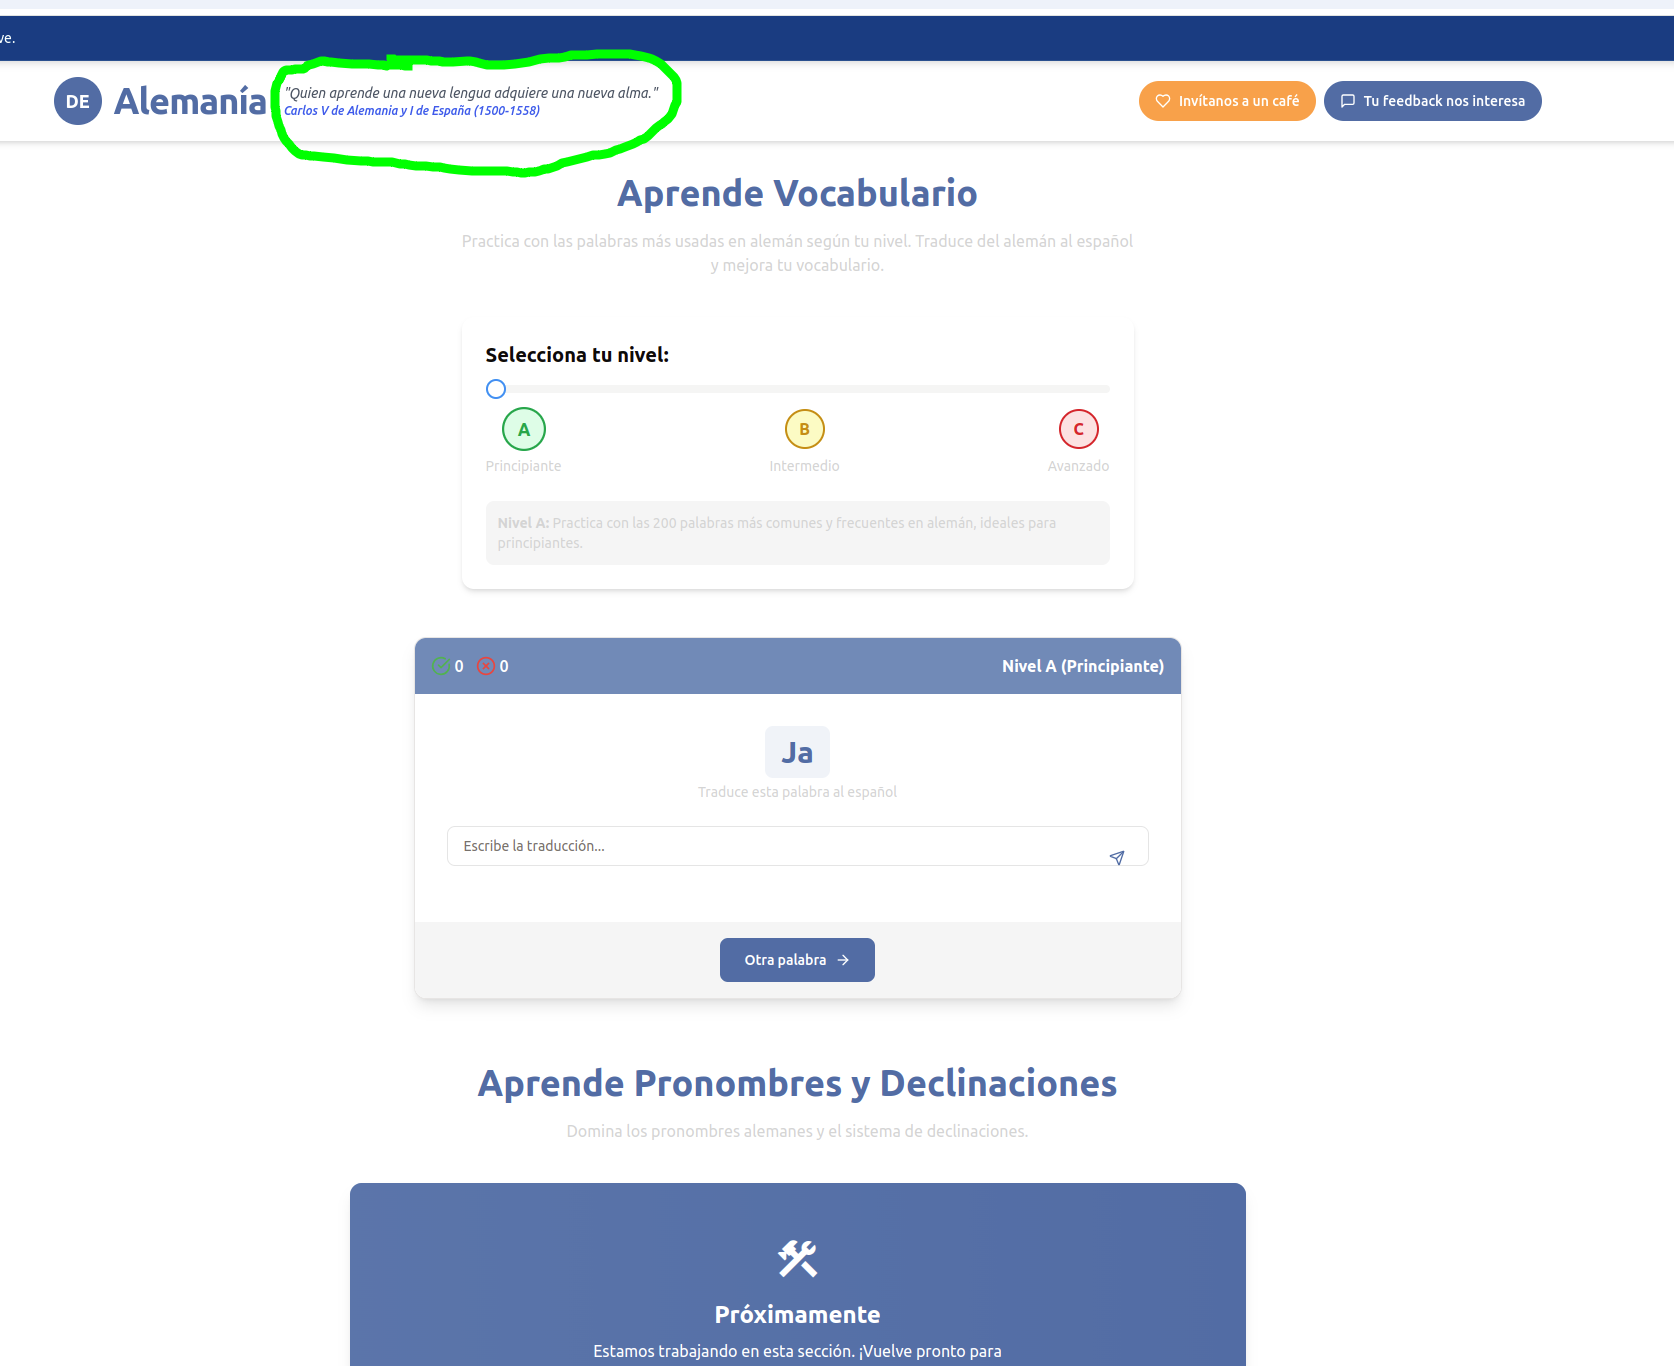 ve.
DE Alemanía
"Quien aprende una nueva lengua adquiere una nueva alma."
Carlos V de Alemania y I de España (1500-1558)
Invítanos a un café
Tu feedback nos interesa
Aprende Vocabulario
Practica con las palabras más usadas en alemán según tu nivel. Traduce del alemán al español
y mejora tu vocabulario.
Selecciona tu nivel:
A B C
Principiante Intermedio Avanzado
Nivel A: Practica con las 200 palabras más comunes y frecuentes en alemán, ideales para
principiantes.
0 0 Nivel A (Principiante)
Ja
Traduce esta palabra al español
Escribe la traducción...
Otra palabra
Aprende Pronombres y Declinaciones
Domina los pronombres alemanes y el sistema de declinaciones.
Próximamente
Estamos trabajando en esta sección. ¡Vuelve pronto para